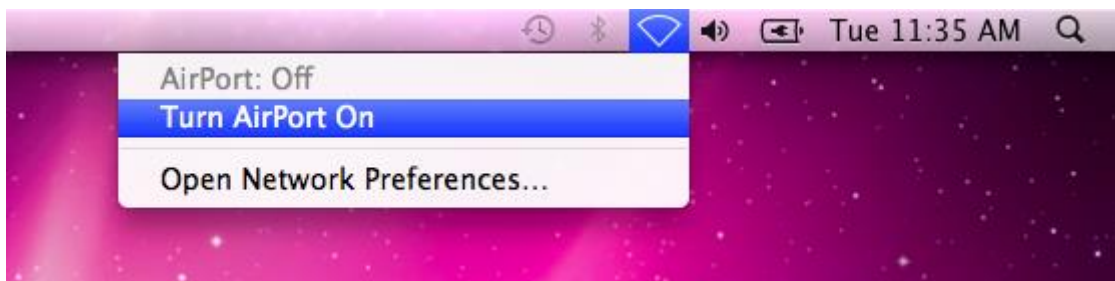 Tue 11:35 AM
AirPort: Off
Turn AirPort On
Open Network Preferences...